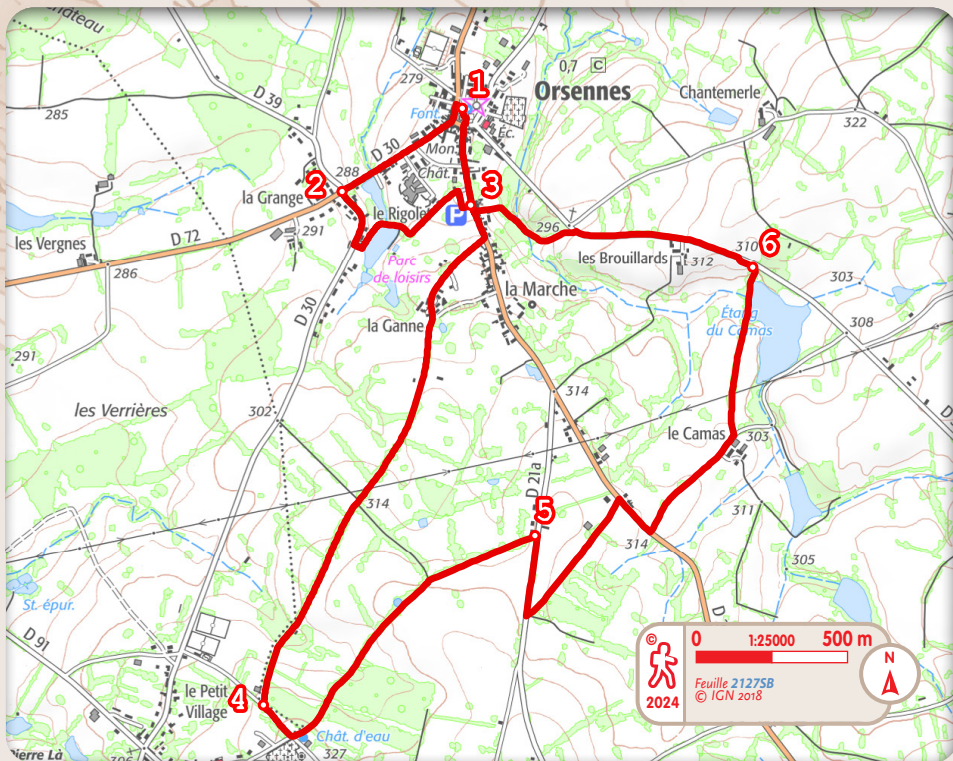 Château
D 39
279
Font.
1
Orsennes
0,7 C
Chantemerle
322
285
Éc.
D 30
Mon.
Chât.
288
2
la Grange
3
291
le Rigolet
P
D 72
les Vergnes
286
296
310
6
les Brouillards
312
303
Parc
de loisirs
la Marche
D 30
la Ganne
Étang
du Camas
308
291
les Verrières
302
314
le Camas
303
D 21a
314
5
311
314
305
St. épur.
D 91
D
0 1:25000 500 m
©
Feuille 2127SB
© IGN 2018
2024
N
le Petit
Village
4
Chât. d'eau
327
306